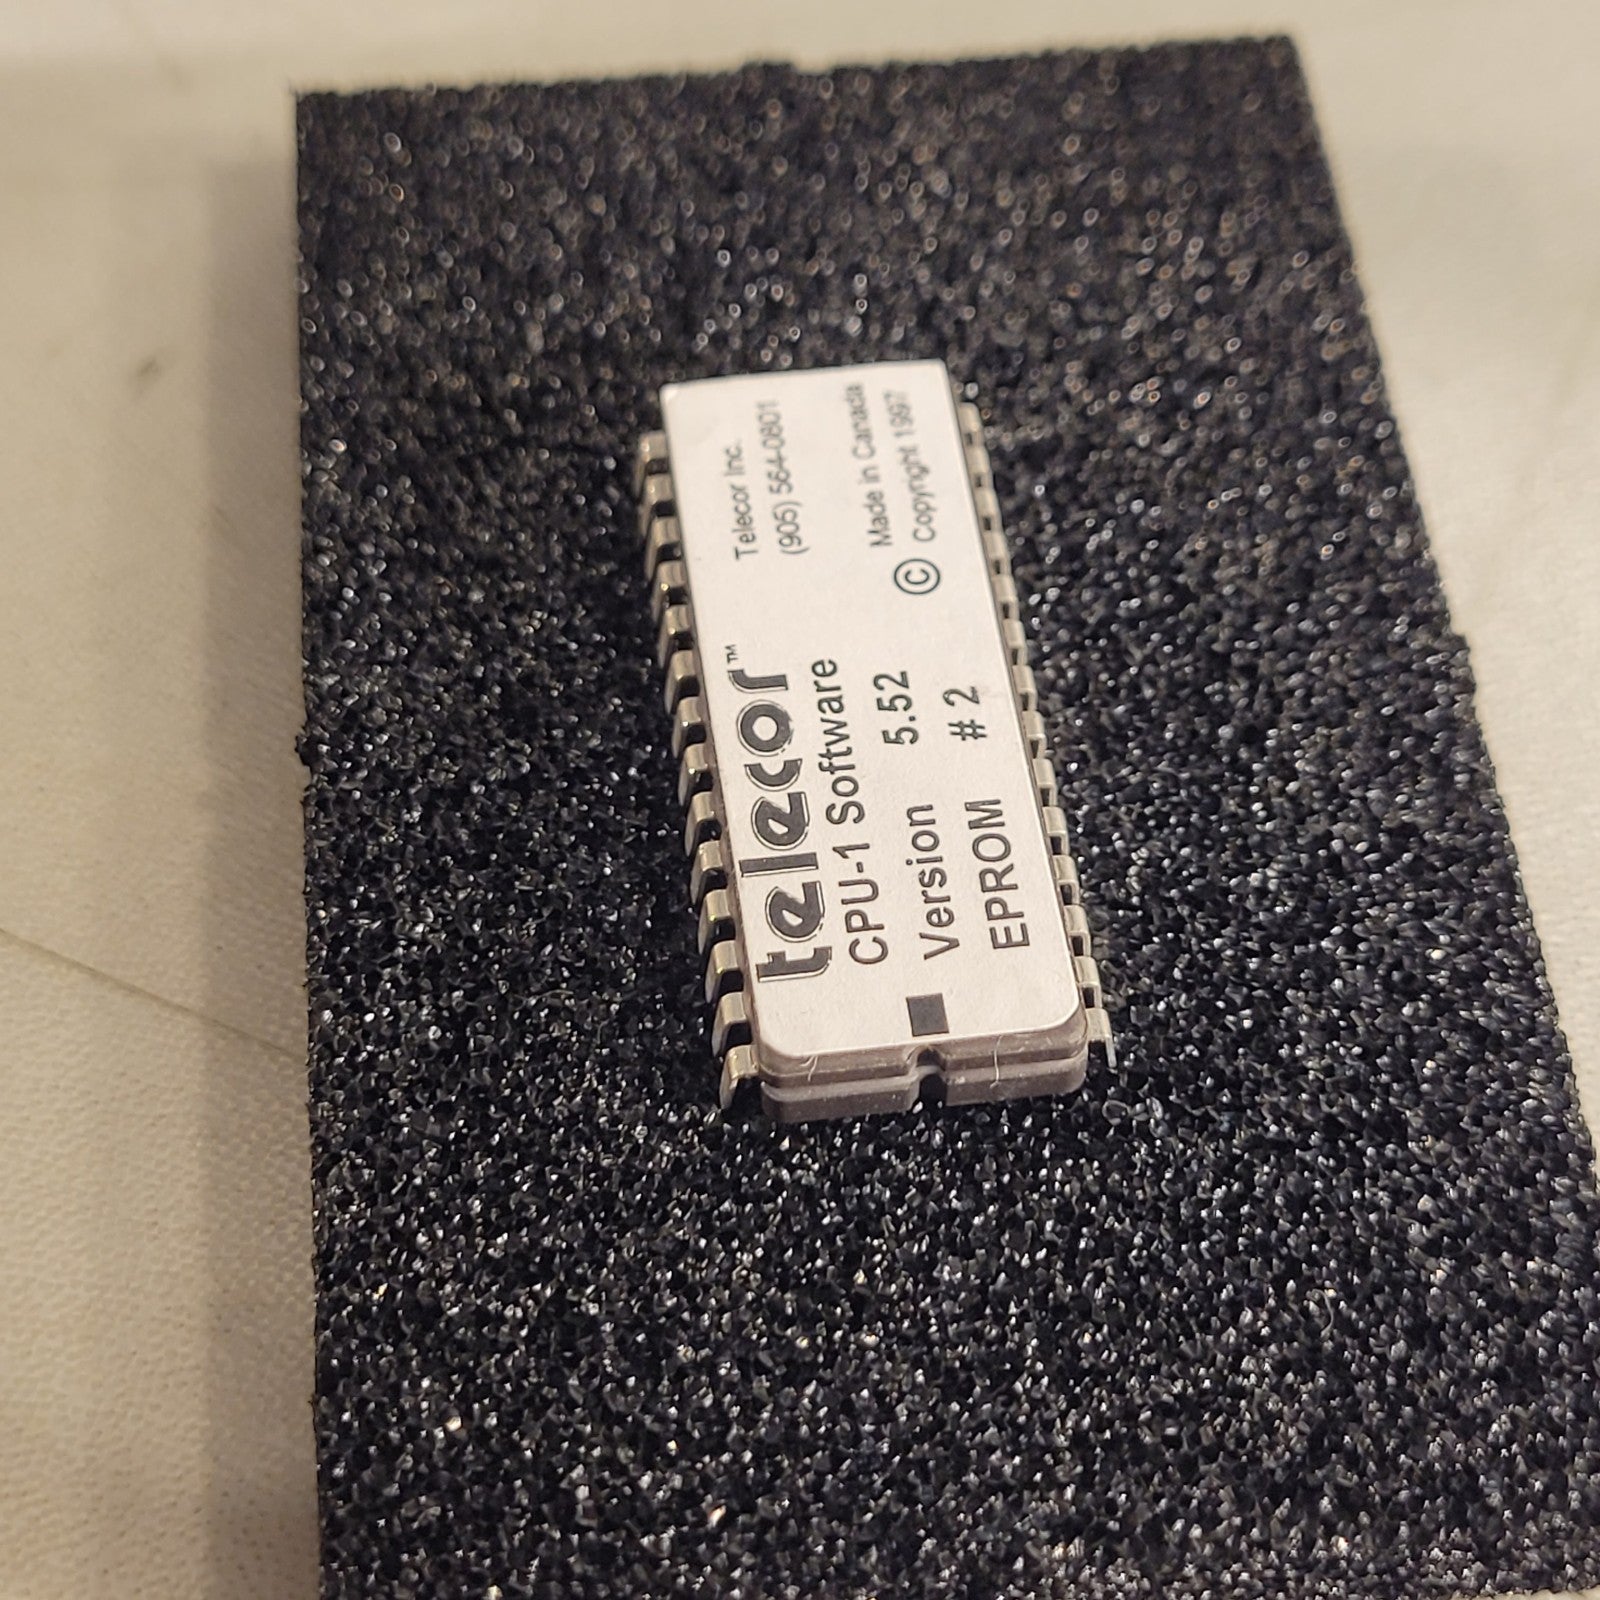 telecor™
CPU-1 Software
Version 5.52
EPROM # 2
Telecor Inc.
(905) 564-0801
Made in Canada
© Copyright 1997